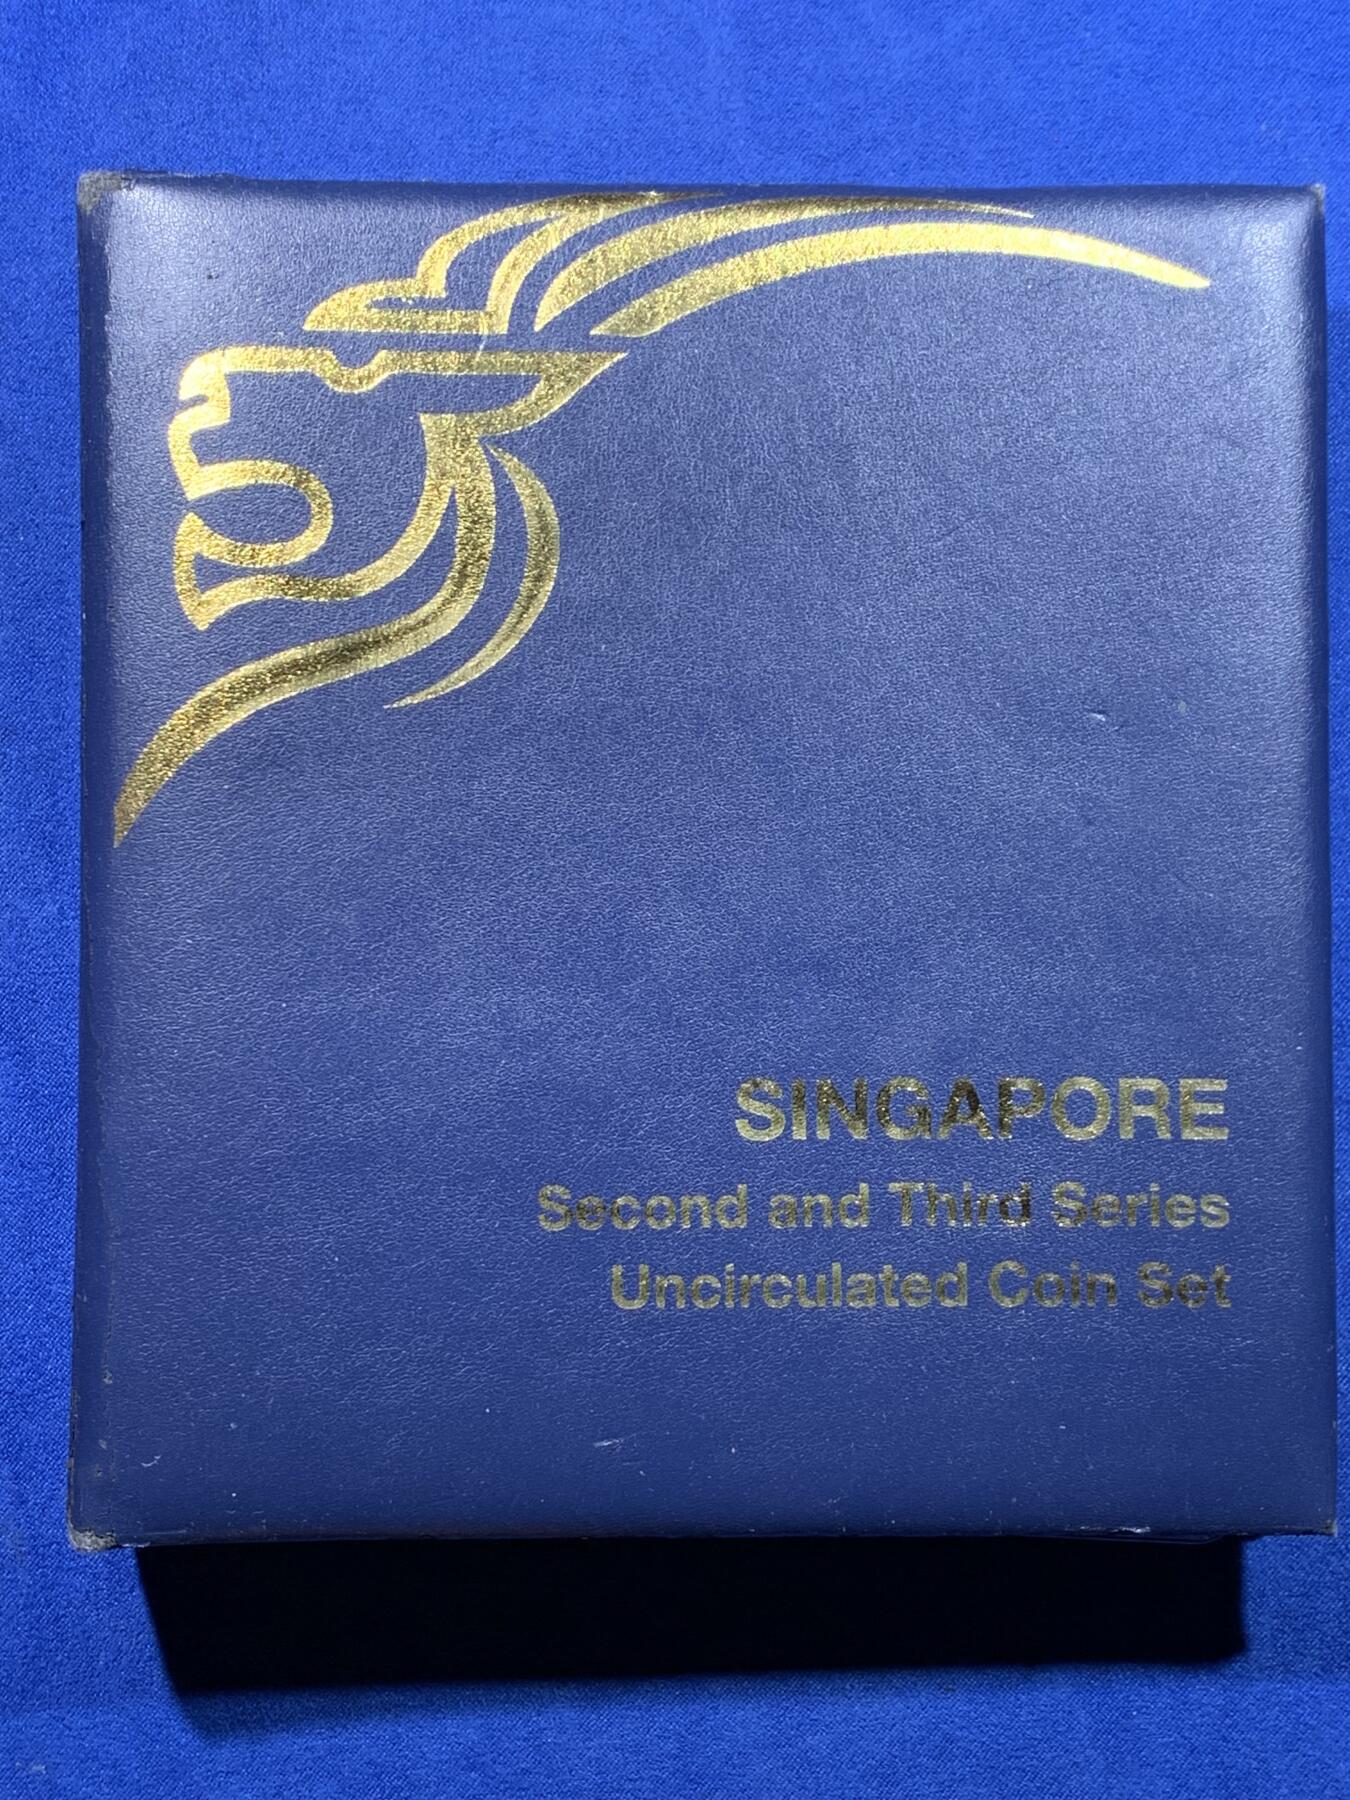 SINGAPORE
Second and Third Series
Uncirculated Coin Set